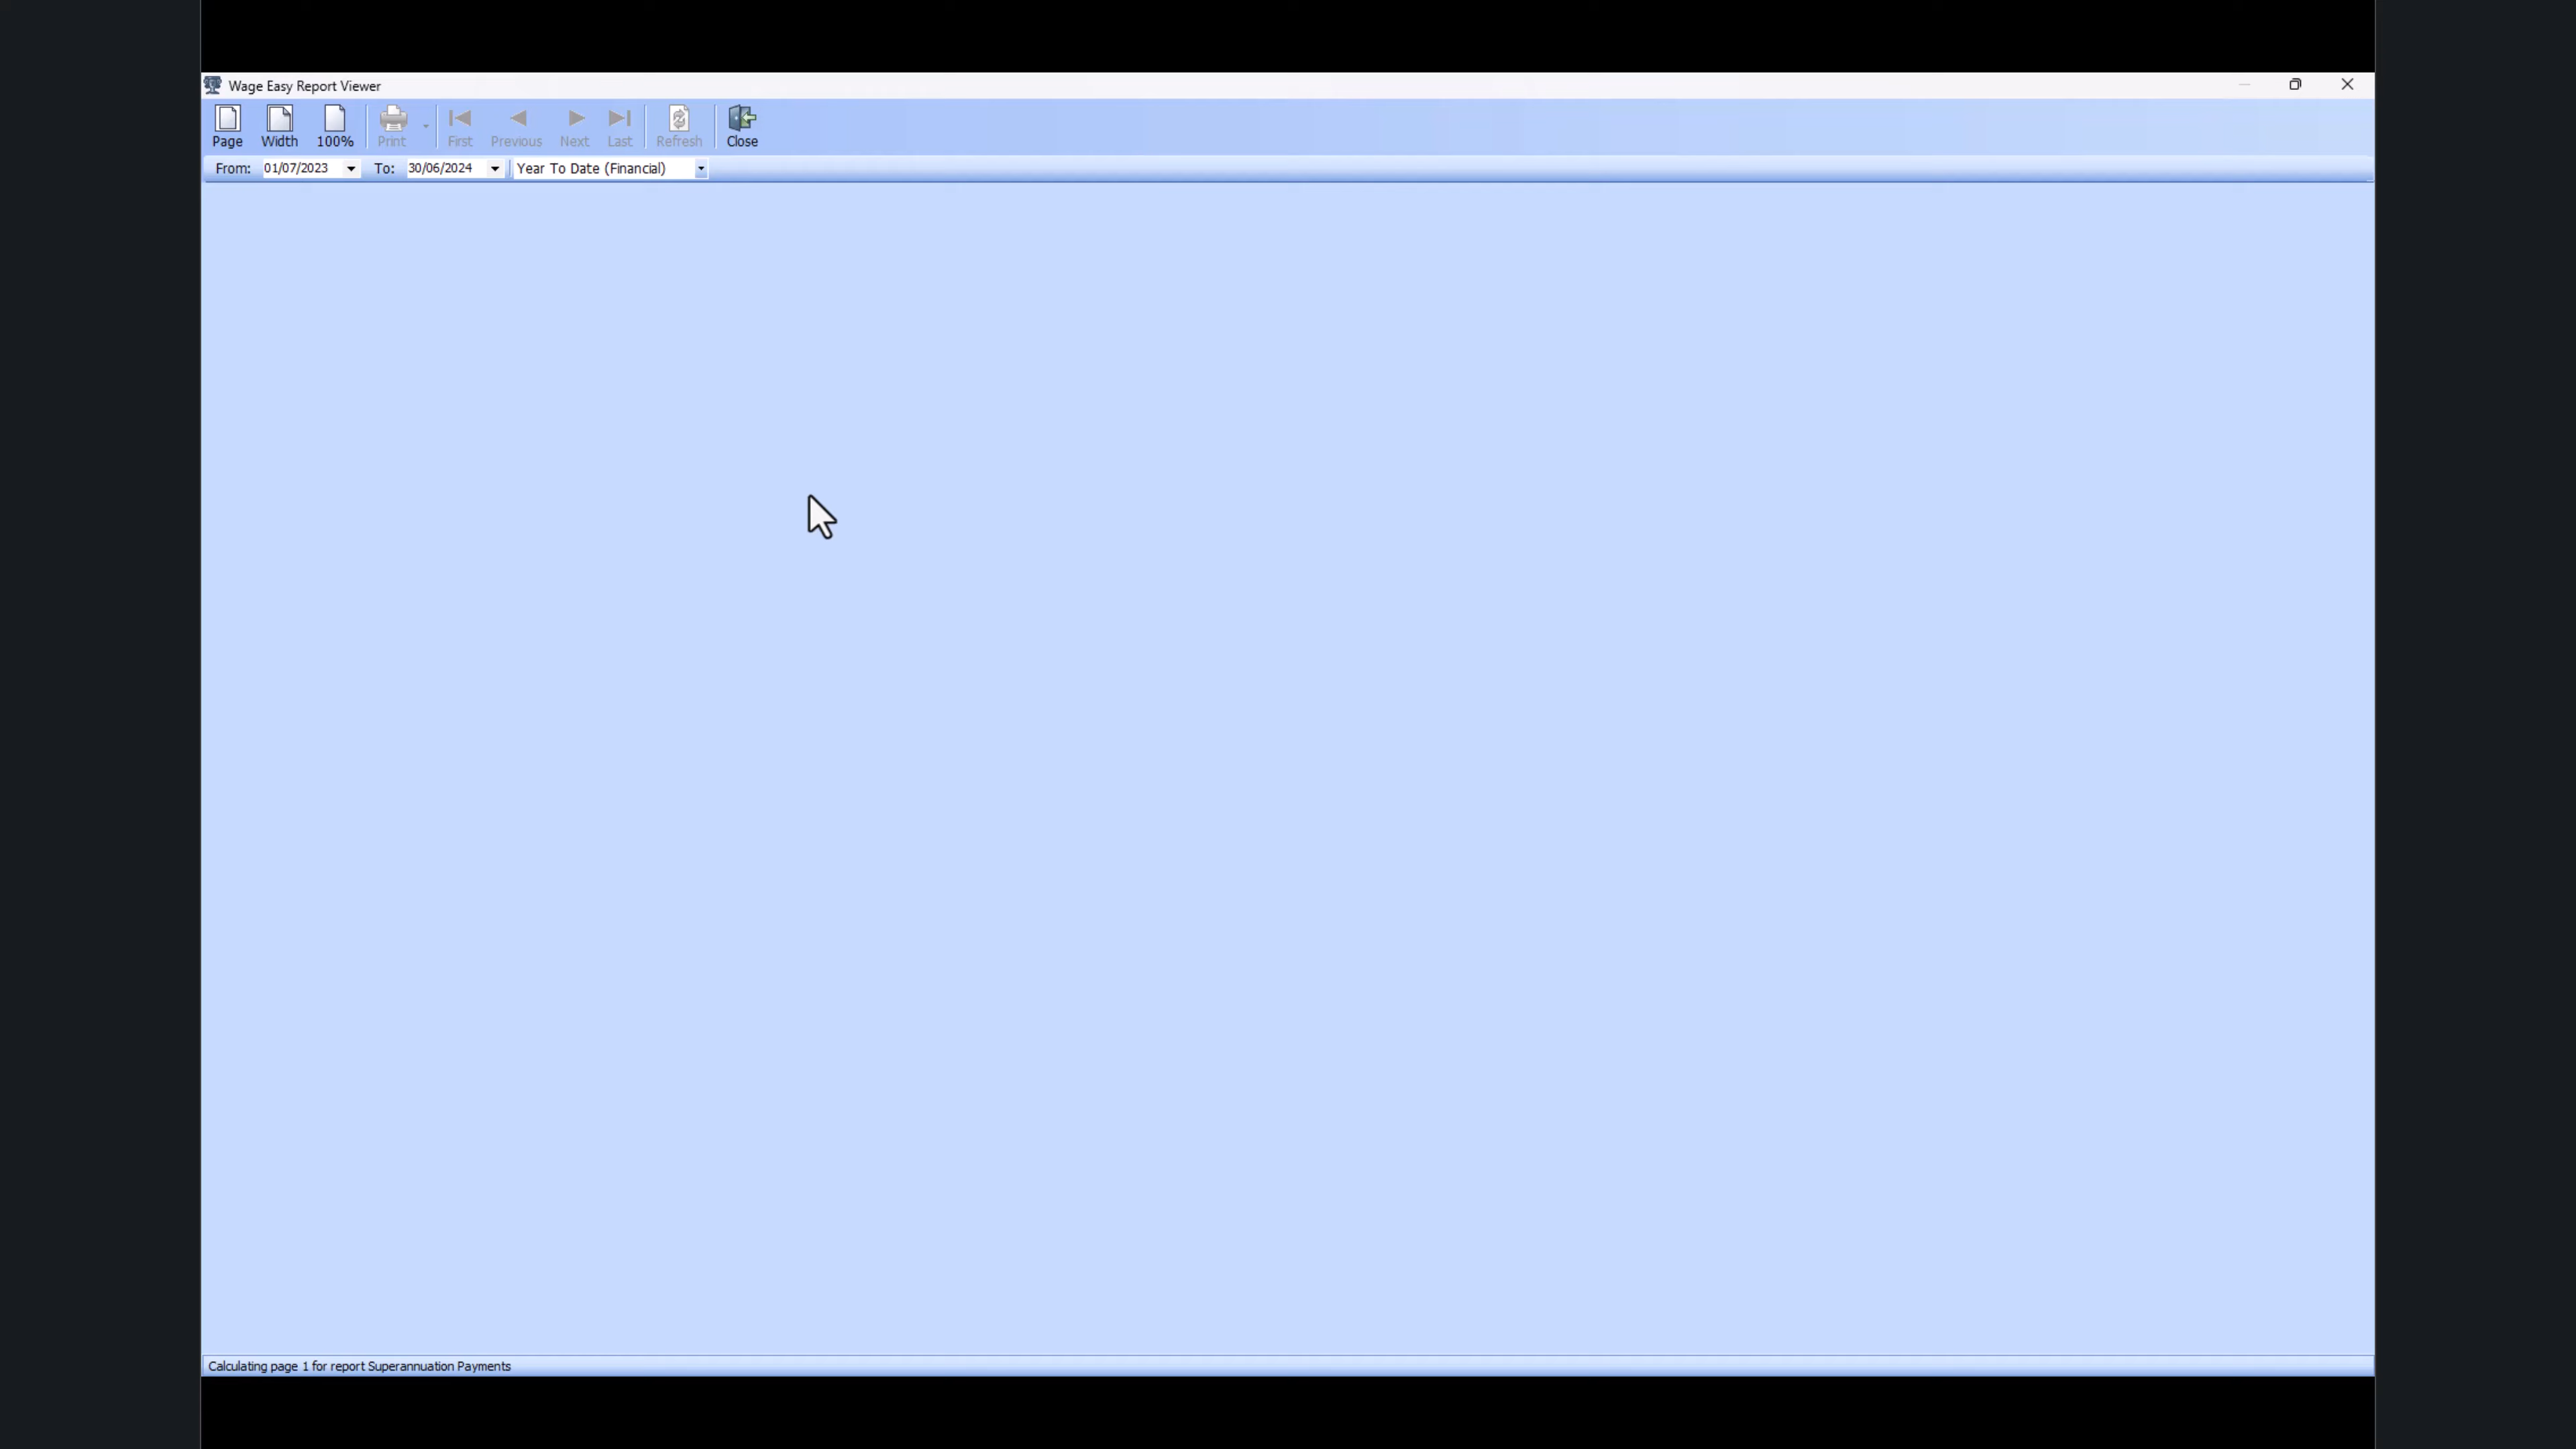 Wage Easy Report Viewer
Page Width 100% Print First Previous Next Last Refresh Close
From: 01/07/2023 To: 30/06/2024 Year To Date (Financial)
Calculating page 1 for report Superannuation Payments